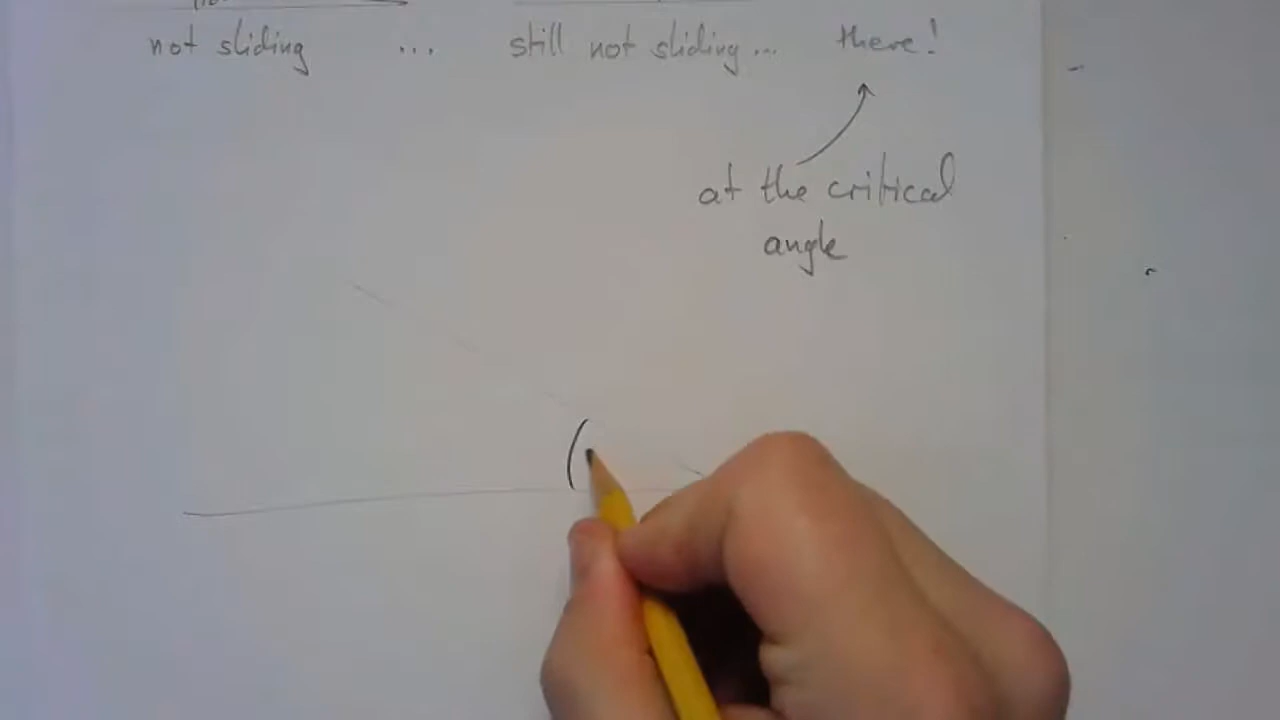 not sliding ... still not sliding... there!
at the critical
angle